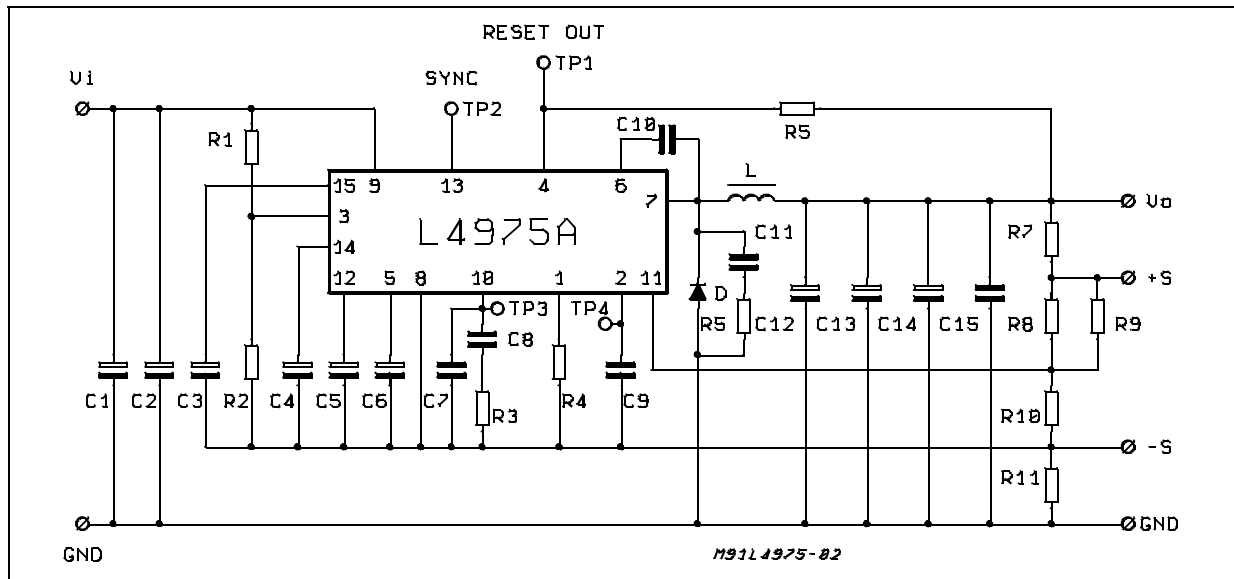 RESET OUT
TP1
Vi
SYNC
TP2
R1
C10
R5
L
15 9 13 4 6
7
Vo
3
L4975A
14
C11
R7
12 5 8 10 1 2 11
+S
TP3 TP4
D
R5
C12 C13 C14 C15 R8 R9
C8
C1 C2 C3 R2 C4 C5 C6 C7 R3 R4 C9
R10
-S
R11
GND
GND
M91L4975-02